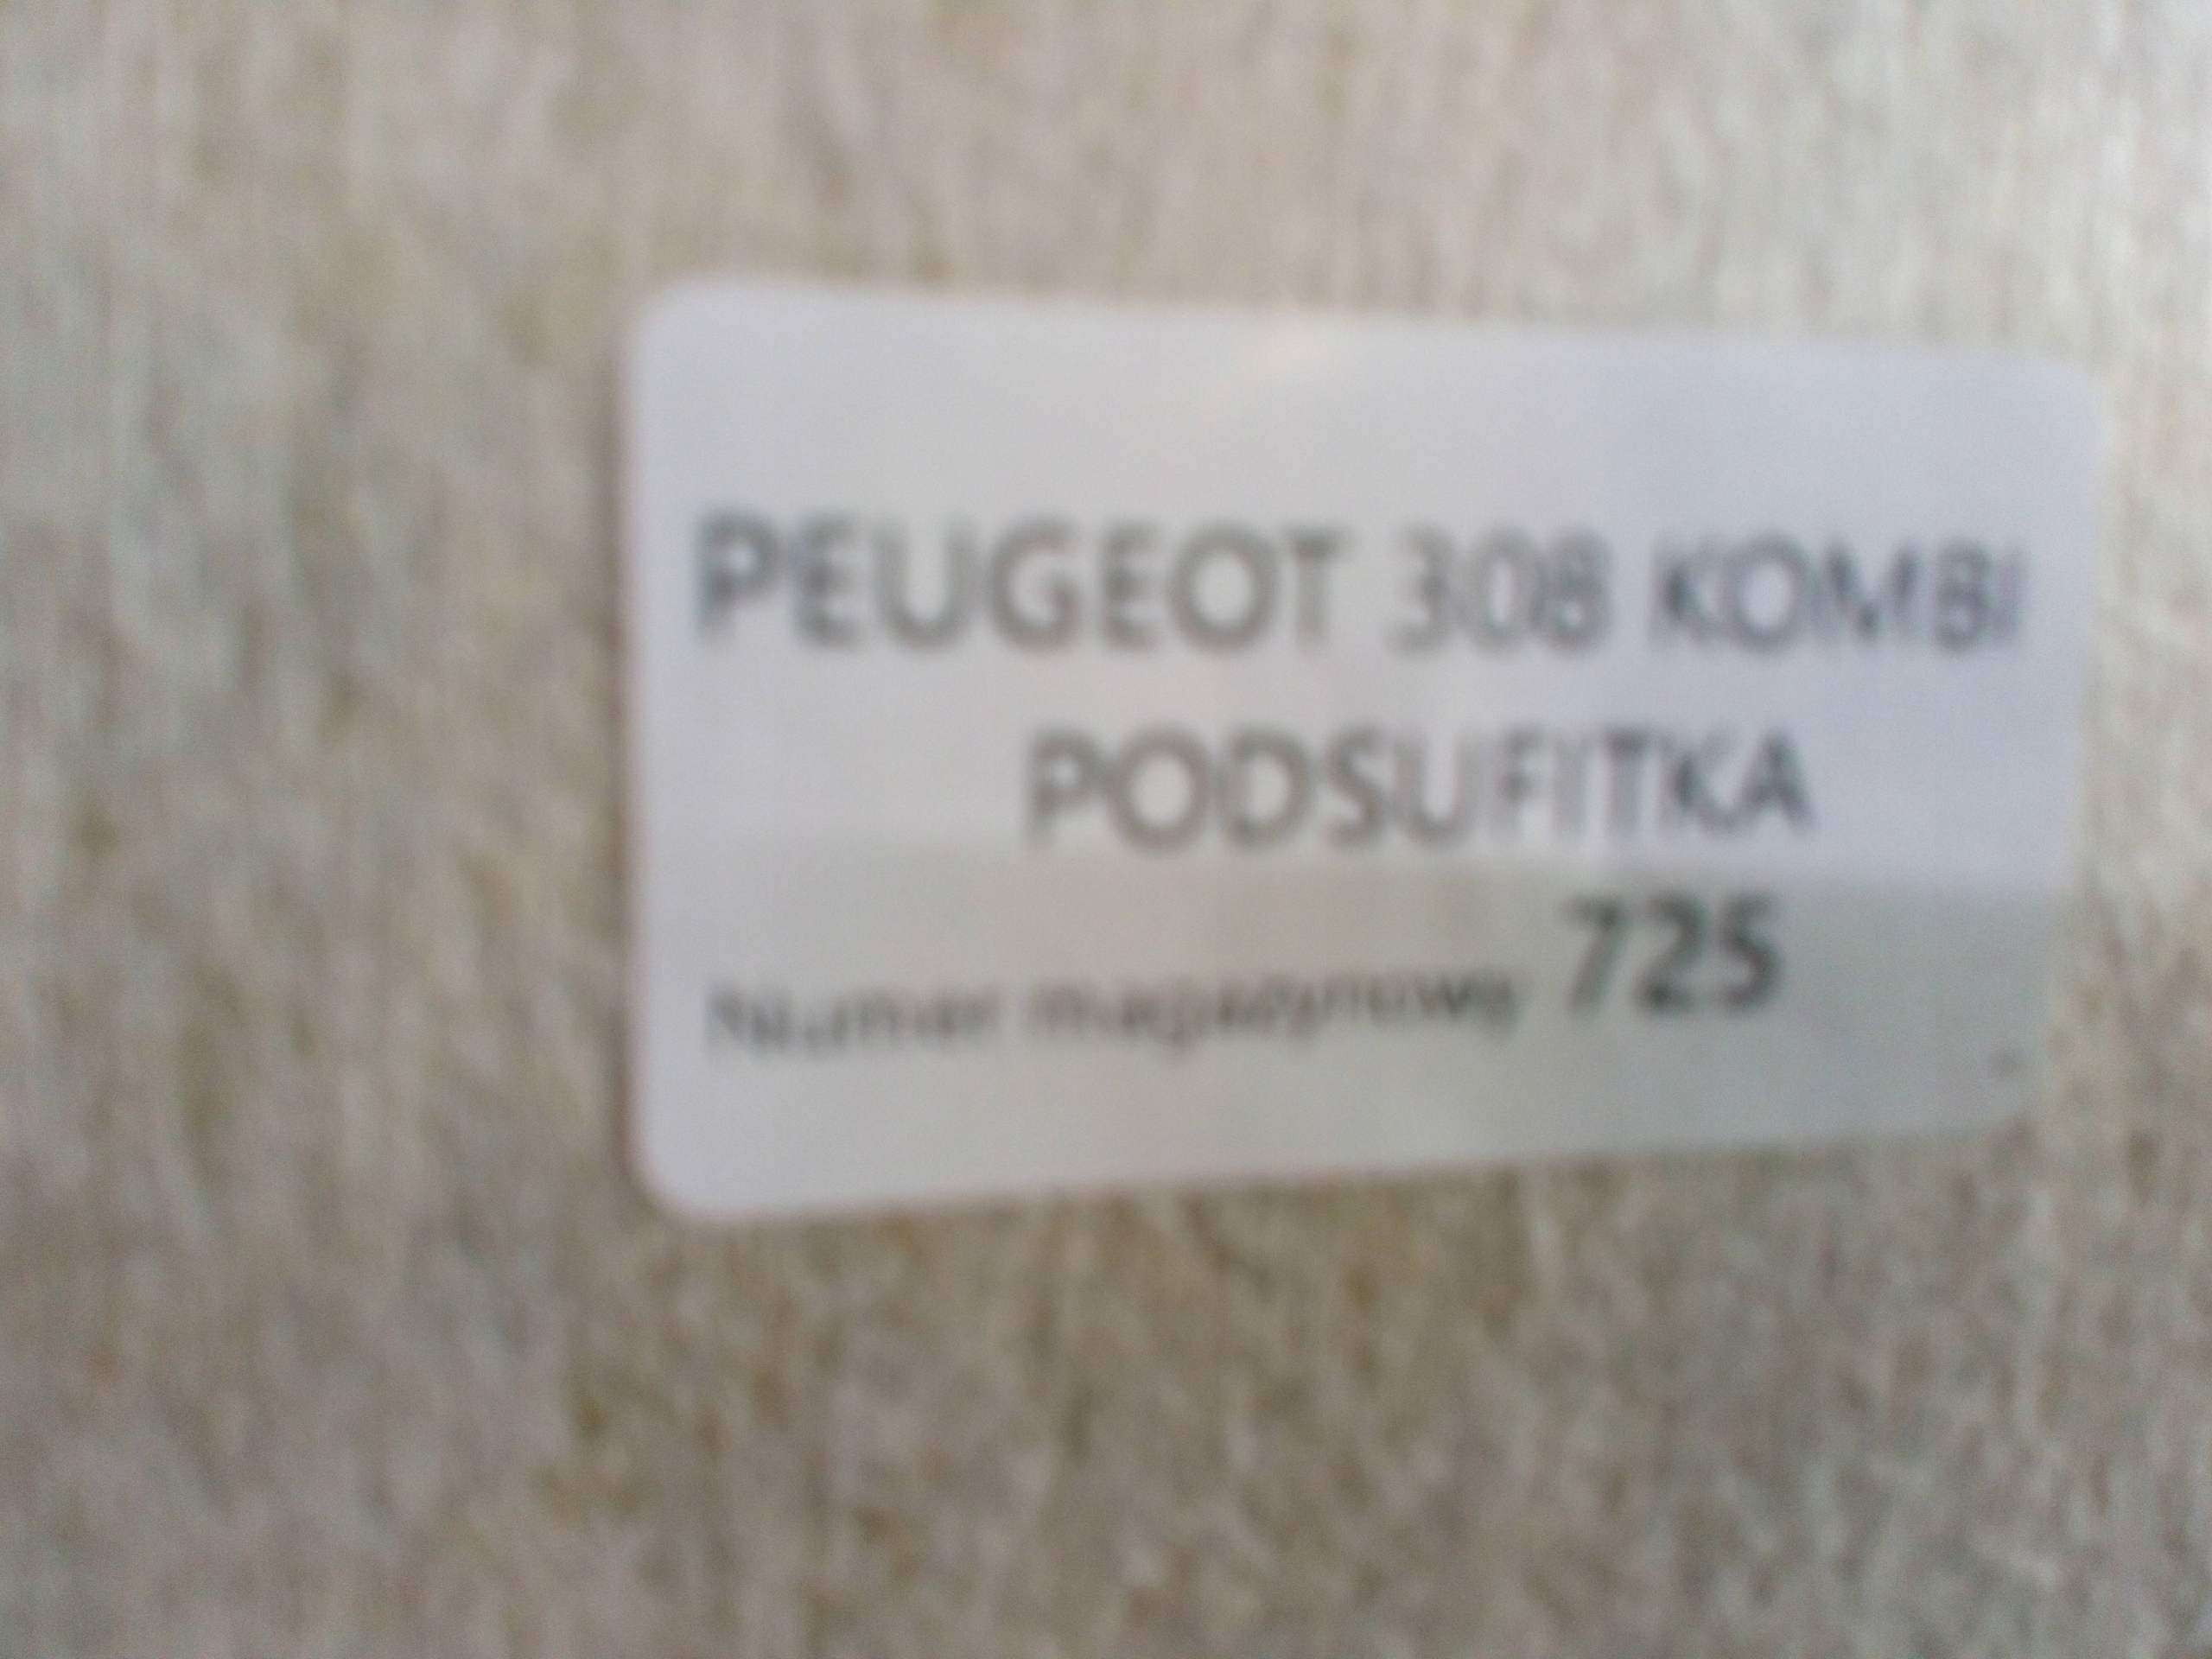 PEUGEOT 308 KOMBI
PODSUFITKA
Numer magazynowy 725